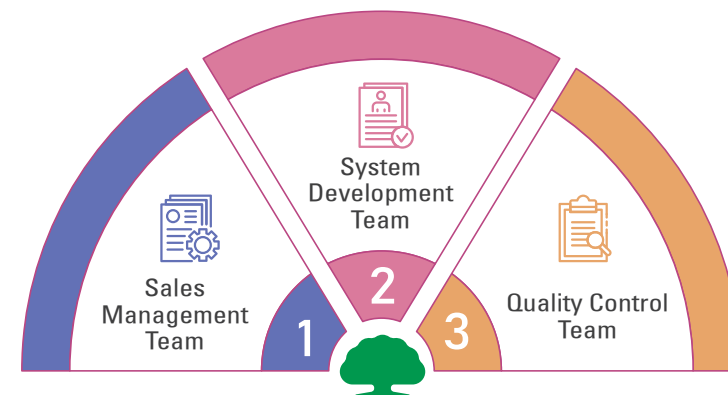 Sales
Management
Team
1
System
Development
Team
2
Quality Control
Team
3